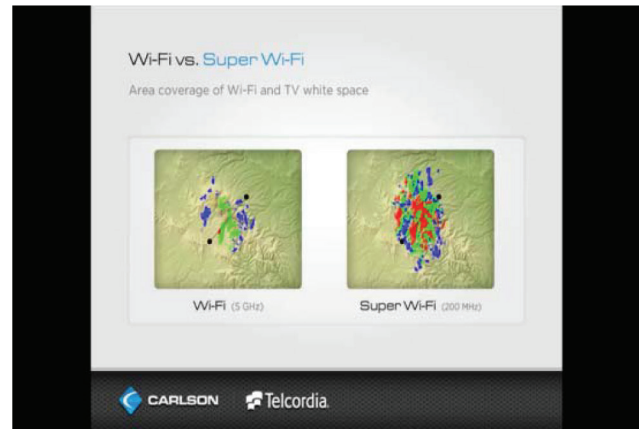 Wi-Fi vs. Super Wi-Fi
Area coverage of Wi-Fi and TV white space
Wi-Fi (5 GHz)
Super Wi-Fi (200 MHz)
CARLSON
Telcordia.